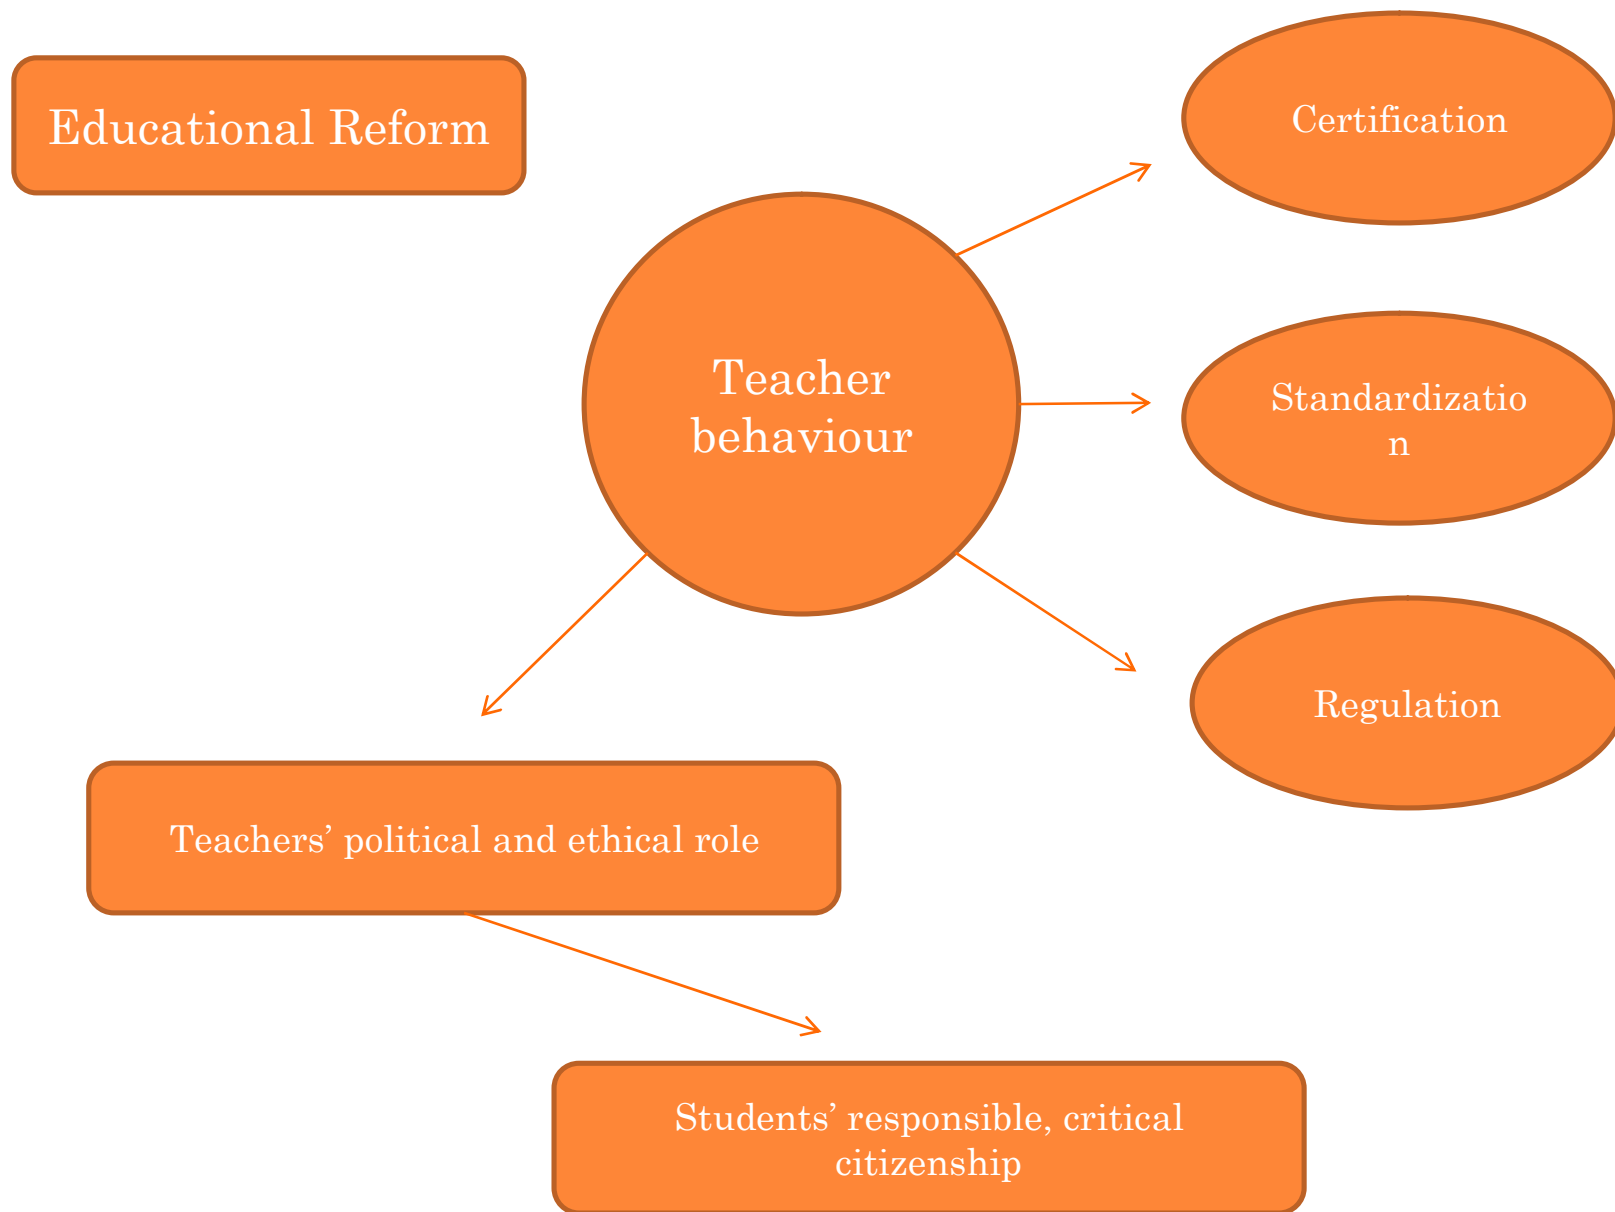 Educational Reform
Certification
Teacher
behaviour
Standardizatio
n
Regulation
Teachers’ political and ethical role
Students’ responsible, critical
citizenship